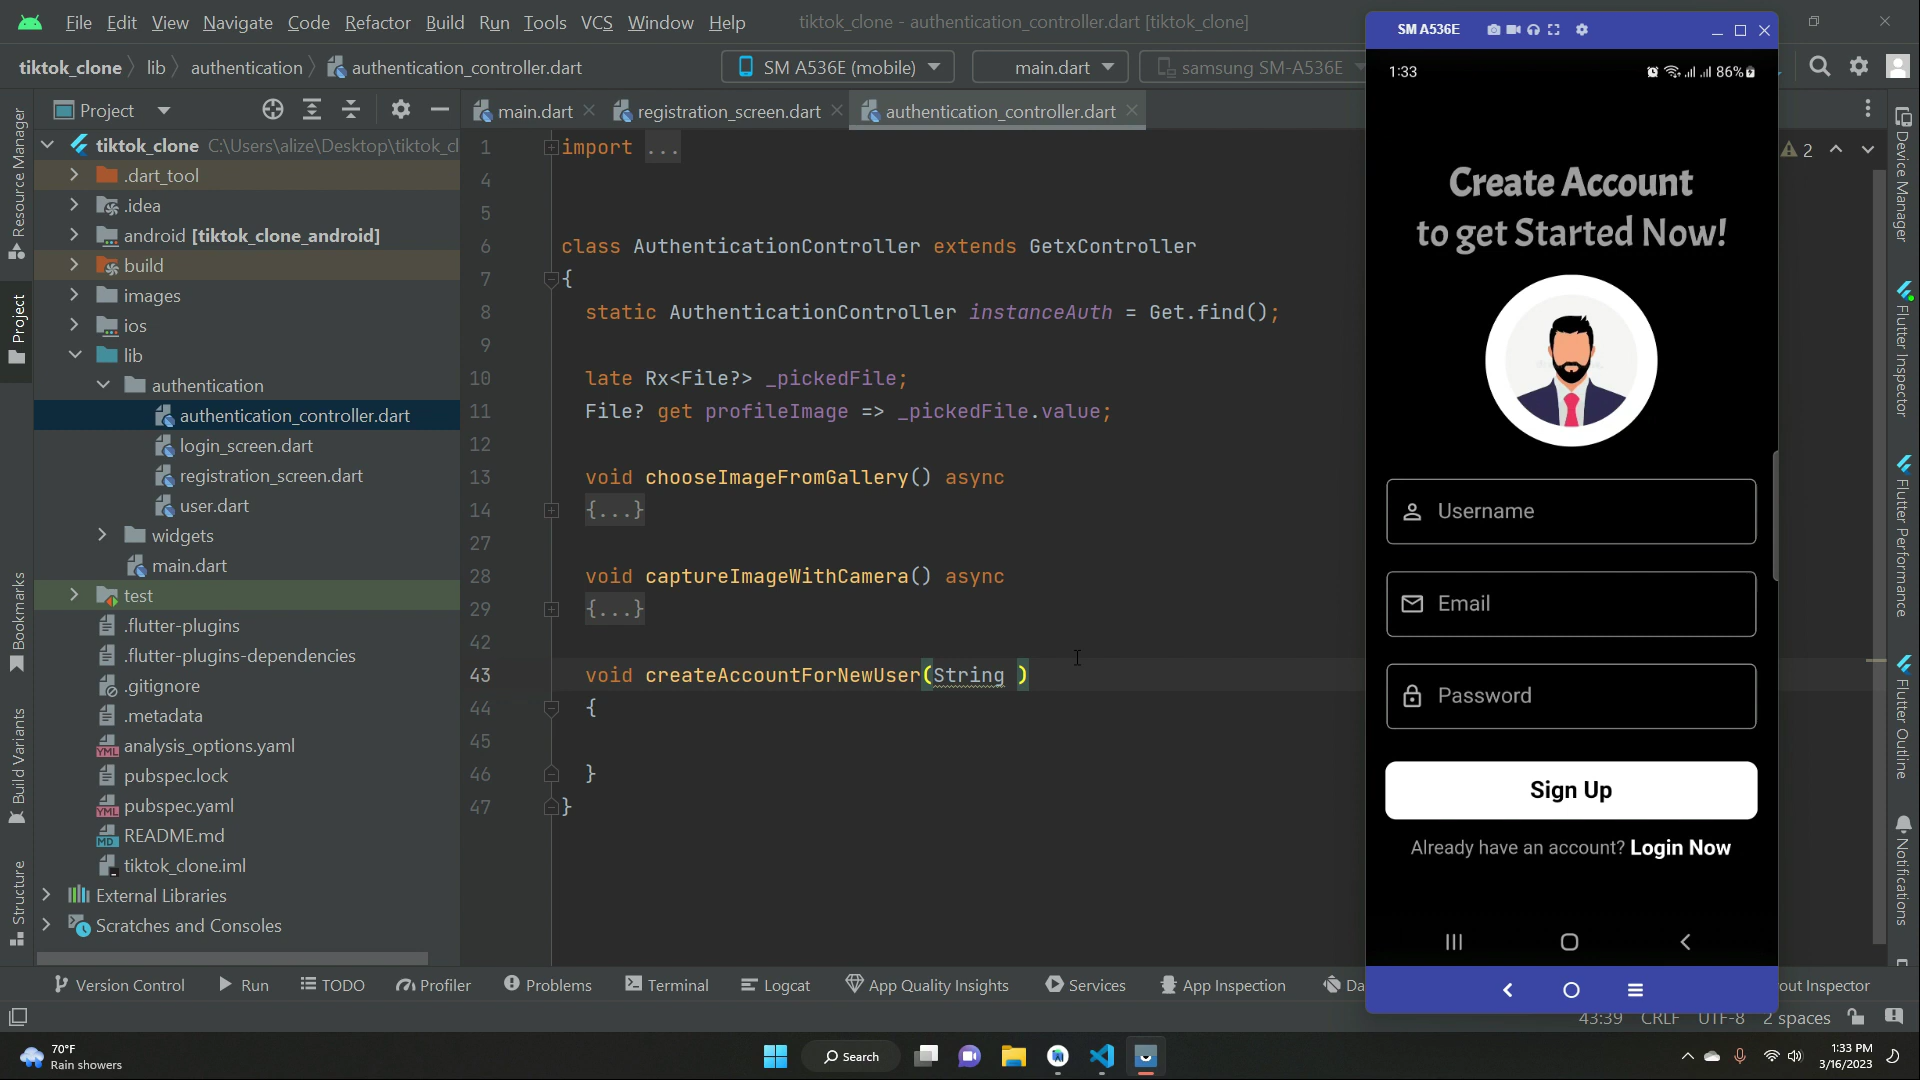 File Edit View Navigate Code Refactor Build Run Tools VCS Window Help
tiktok_clone - authentication_controller.dart [tiktok_clone]
tiktok_clone lib authentication authentication_controller.dart
SM A536E (mobile)
main.dart
samsung SM-A536E
Project
main.dart
registration_screen.dart
authentication_controller.dart
Resource Manager
Project
Bookmarks
Build Variants
Structure
tiktok_clone C:\Users\alize\Desktop\tiktok_cl
.dart_tool
.idea
android [tiktok_clone_android]
build
images
ios
lib
authentication
authentication_controller.dart
login_screen.dart
registration_screen.dart
user.dart
widgets
main.dart
test
.flutter-plugins
.flutter-plugins-dependencies
.gitignore
.metadata
analysis_options.yaml
pubspec.lock
YML pubspec.yaml
MD README.md
tiktok_clone.iml
External Libraries
Scratches and Consoles
1 import ...
4
5
6 class AuthenticationController extends GetxController
7 {
8 static AuthenticationController instanceAuth = Get.find();
9
10 late Rx<File?> _pickedFile;
11 File? get profileImage => _pickedFile.value;
12
13 void chooseImageFromGallery() async
14 {...}
27
28 void captureImageWithCamera() async
29 {...}
42
43 void createAccountForNewUser(String )
44 {
45
46 }
47 }
2
SM A536E
1:33
86%
Create Account
to get Started Now!
Username
Email
Password
Sign Up
Already have an account? Login Now
Device Manager
Flutter Inspector
Flutter Performance
Flutter Outline
Notifications
Version Control Run TODO Profiler Problems Terminal Logcat App Quality Insights Services App Inspection Da
out Inspector
43:39 CRLF UTF-8 2 spaces
70°F
Rain showers
Search
1:33 PM
3/16/2023